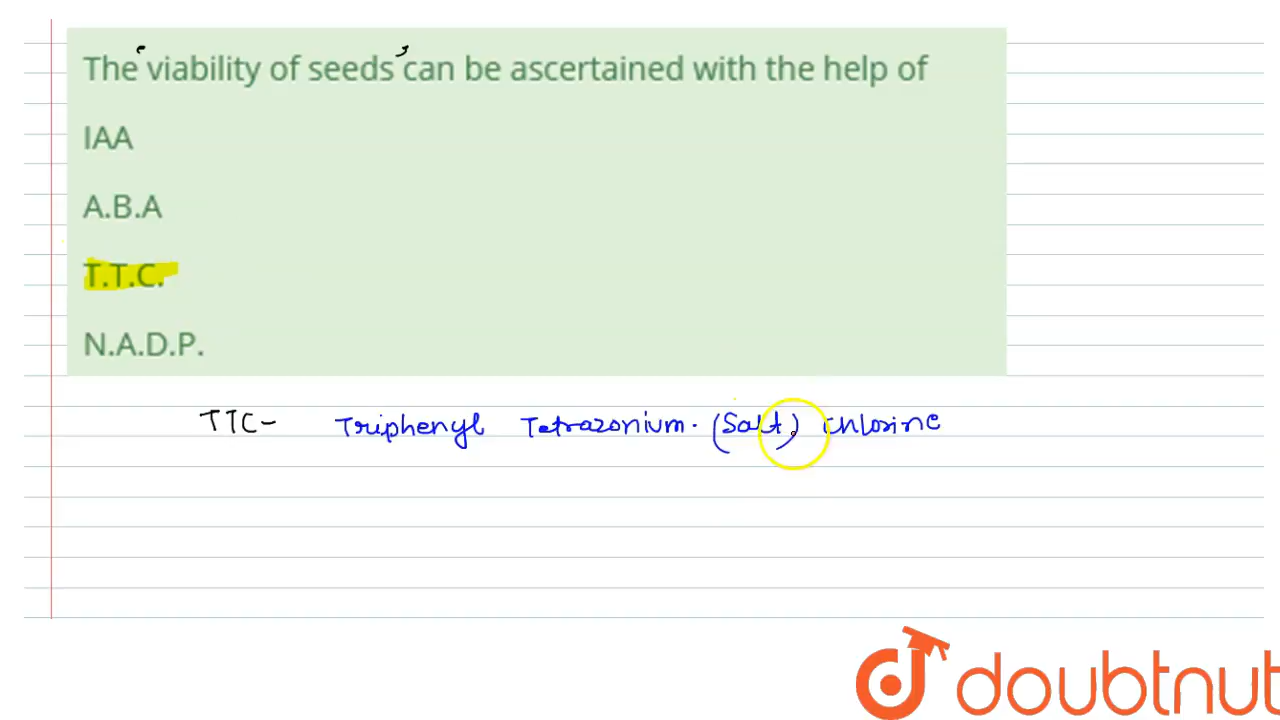 The viability of seeds can be ascertained with the help of
IAA
A.B.A
T.T.C.
N.A.D.P.
TTC- Triphenyl Tetrazonium. (Salt) Chlorine
doubtnut